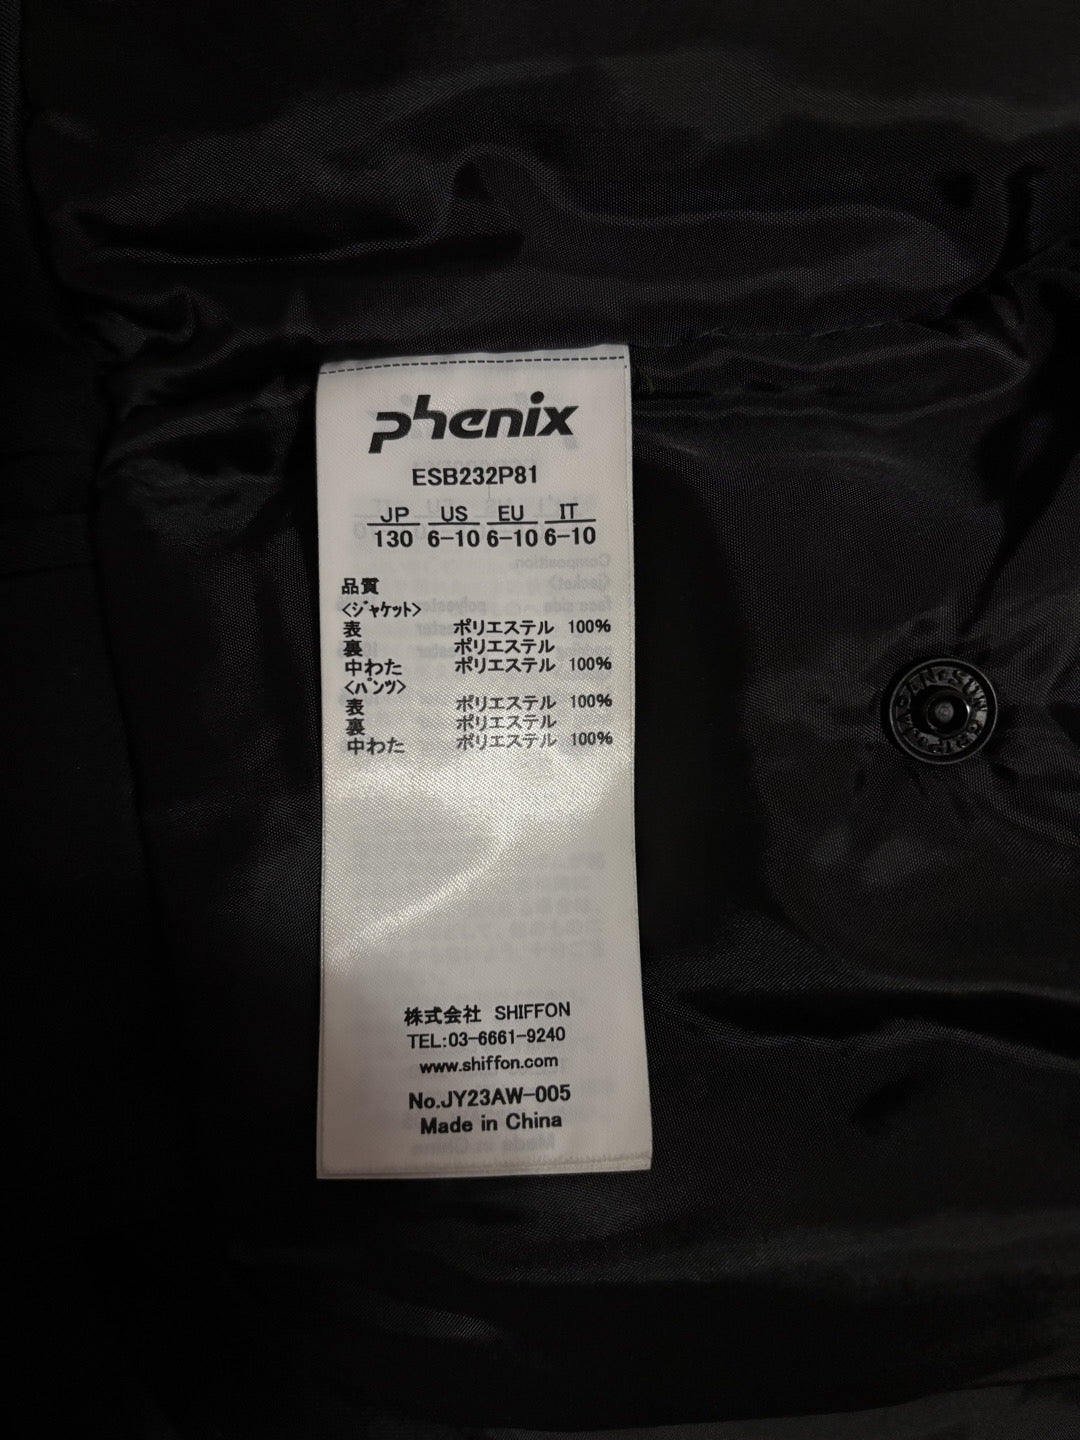 phenix
ESB232P81
JP US EU IT
130 6-10 6-10 6-10
品質
<ジャケット>
表 ポリエステル 100%
裏 ポリエステル
中わた ポリエステル 100%
<パンツ>
表 ポリエステル 100%
裏 ポリエステル
中わた ポリエステル 100%
株式会社 SHIFFON
TEL:03-6661-9240
www.shiffon.com
No.JY23AW-005
Made in China